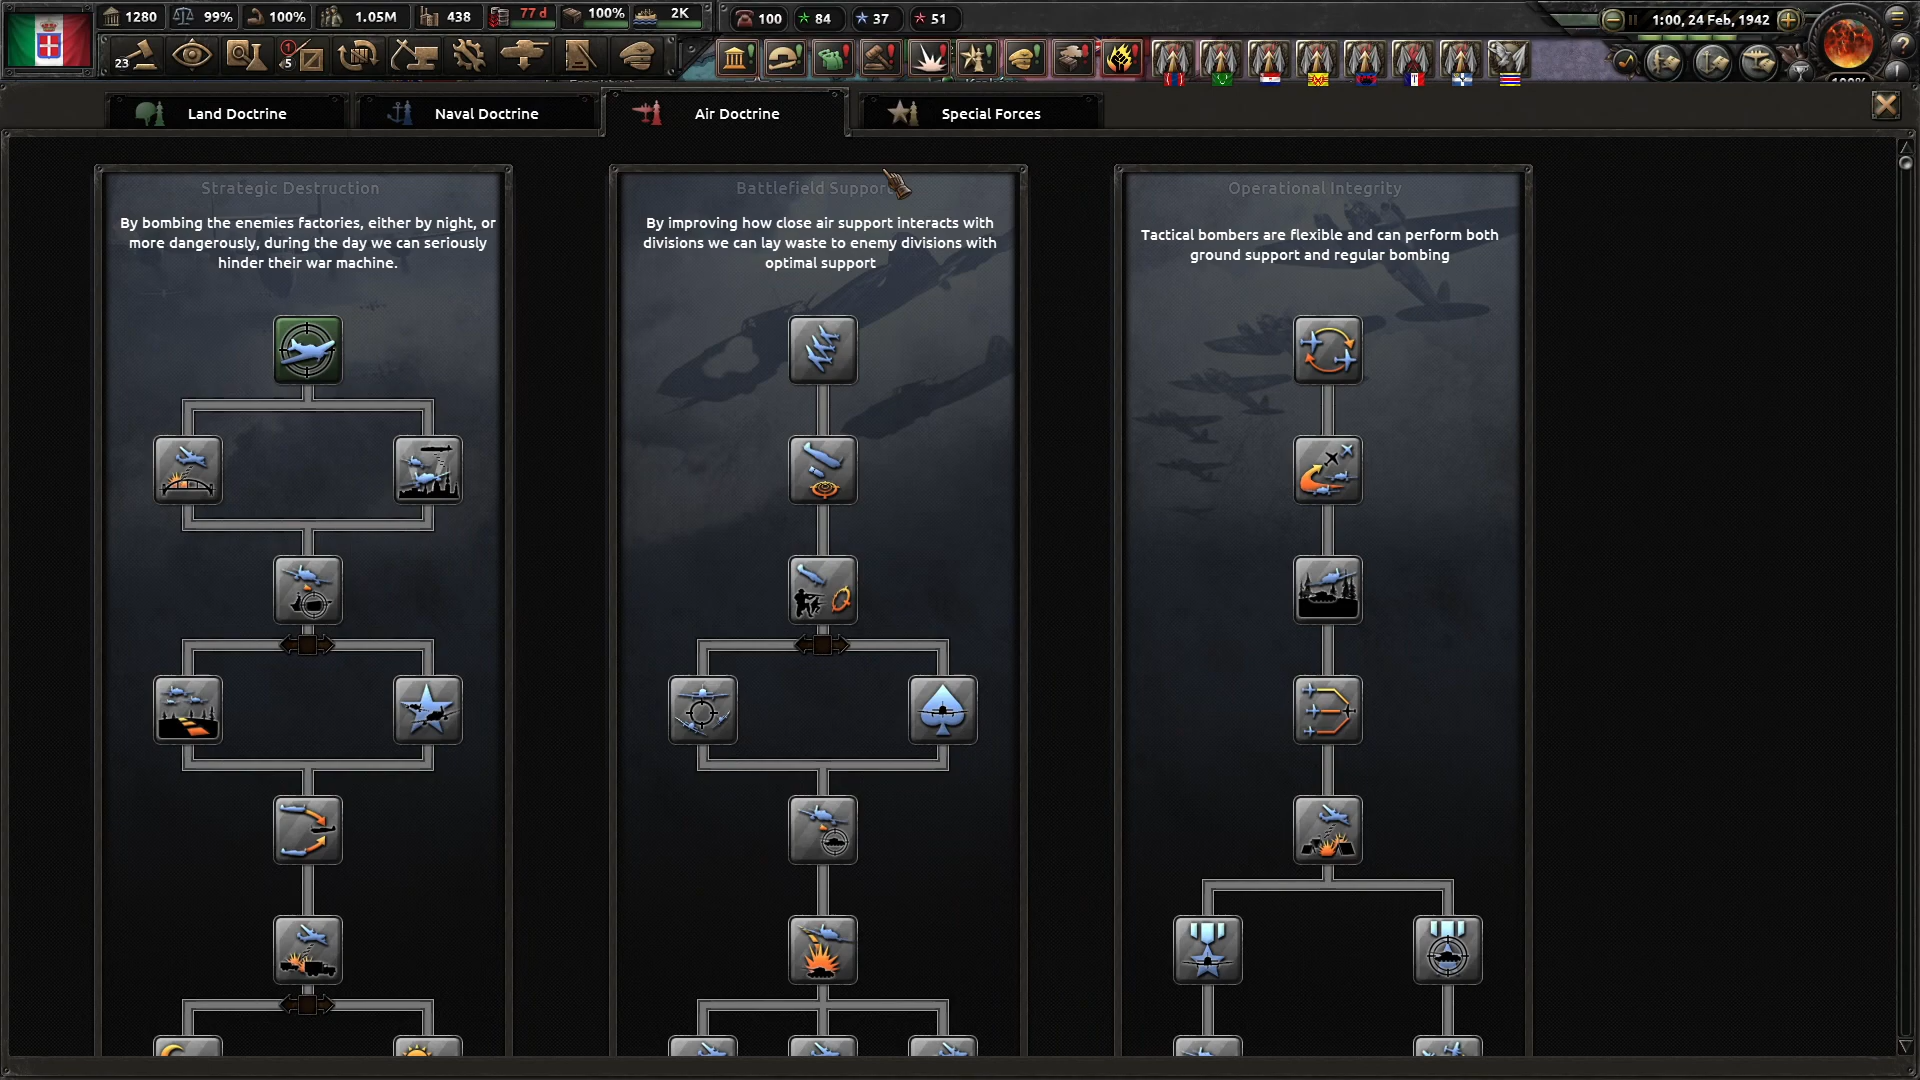 1280 99% 100% 1.05M 438 77 d 100% 2K 100 84 37 51 1:00, 24 Feb, 1942
23 1 5
Land Doctrine Naval Doctrine Air Doctrine Special Forces
Strategic Destruction
By bombing the enemies factories, either by night, or
more dangerously, during the day we can seriously
hinder their war machine.
Battlefield Support
By improving how close air support interacts with
divisions we can lay waste to enemy divisions with
optimal support
Operational Integrity
Tactical bombers are flexible and can perform both
ground support and regular bombing